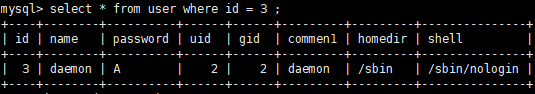 mysql> select * from user where id = 3 ;
+----+--------+----------+------+------+---------+---------+---------------+
| id | name   | password | uid  | gid  | commen1 | homedir | shell         |
+----+--------+----------+------+------+---------+---------+---------------+
|  3 | daemon | A        |    2 |    2 | daemon  | /sbin   | /sbin/nologin |
+----+--------+----------+------+------+---------+---------+---------------+